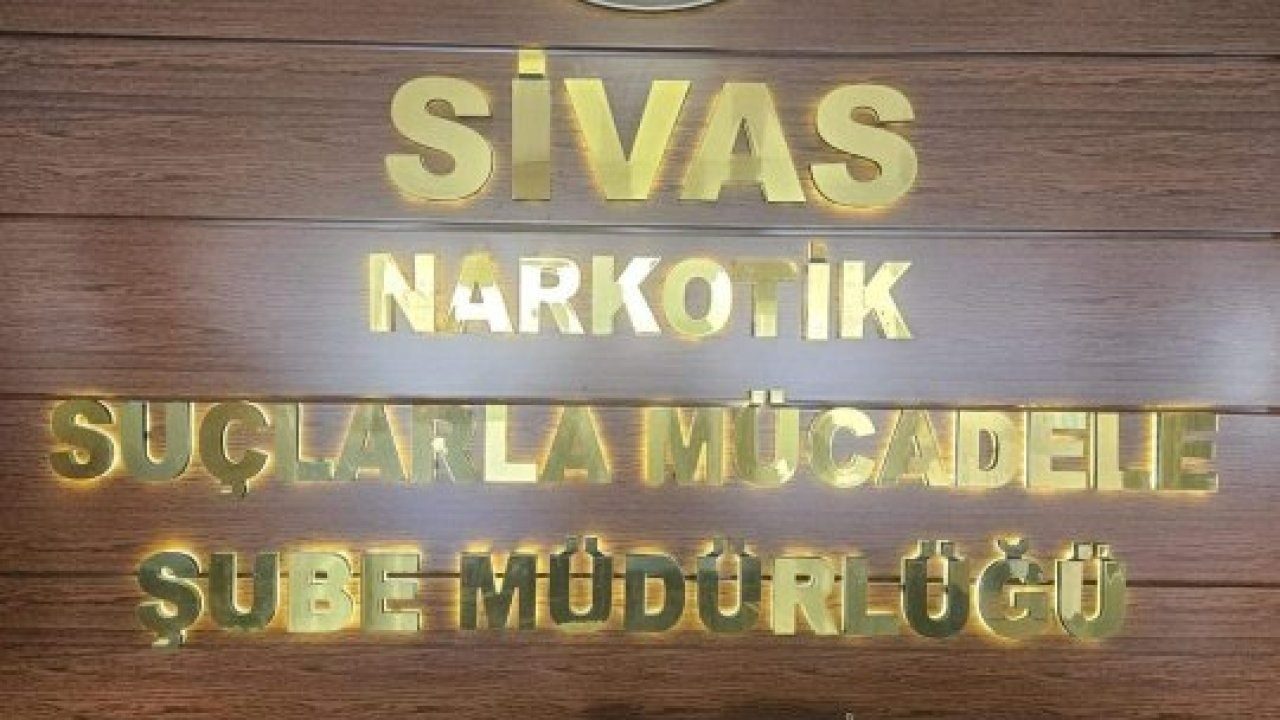 SİVAS
NARKOTİK
SUÇLARLA MÜCADELE
ŞUBE MÜDÜRLÜĞÜ